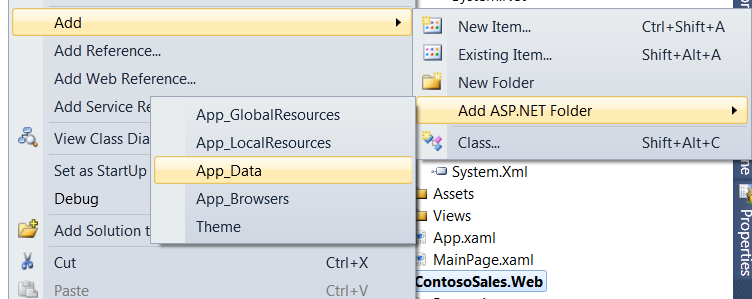 Add
Add Reference...
Add Web Reference...
Add Service Re
View Class Dia
Set as StartUp
Debug
Add Solution t
Cut Ctrl+X
Paste Ctrl+V
New Item... Ctrl+Shift+A
Existing Item... Shift+Alt+A
New Folder
Add ASP.NET Folder
Class... Shift+Alt+C
App_GlobalResources
App_LocalResources
App_Data
App_Browsers
Theme
System.Xml
Assets
Views
App.xaml
MainPage.xaml
ContosoSales.Web
Properties